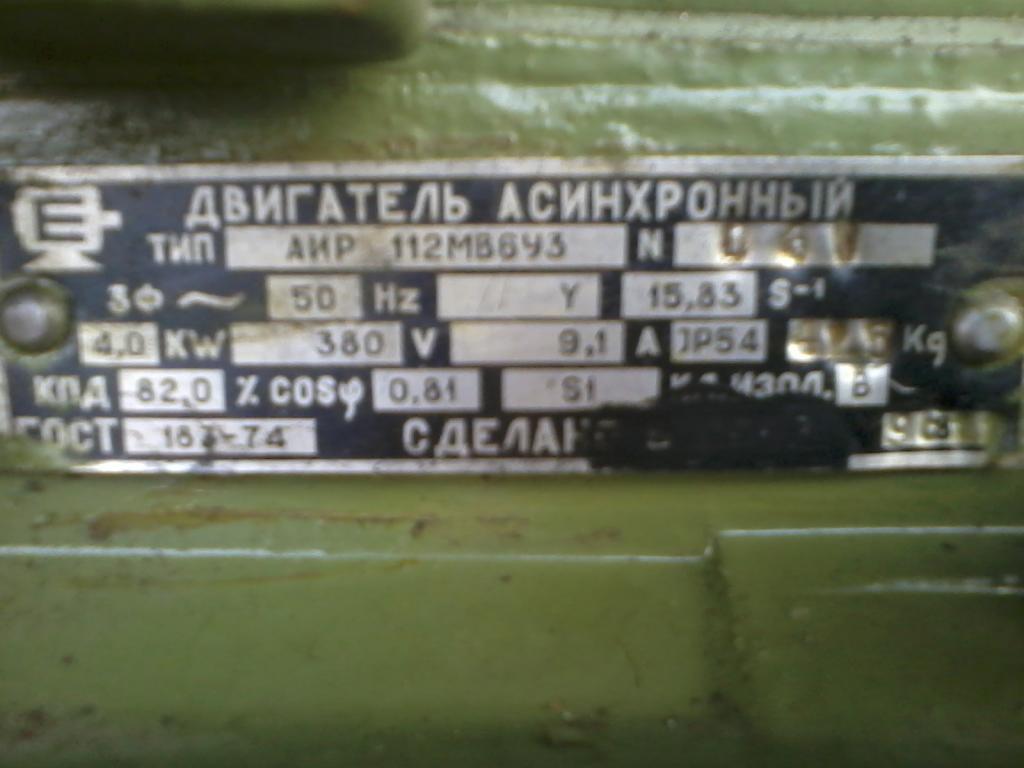 ДВИГАТЕЛЬ АСИНХРОННЫЙ
ТИП АИР 112МВ6У3 N
3Ф ~ 50 Hz Y 15,83 S-1
4,0 KW 380 V 9,1 A JP54 Kg
КПД 82,0 % COSφ 0,81 S1 ИЗОЛ. В
ГОСТ СДЕЛАН